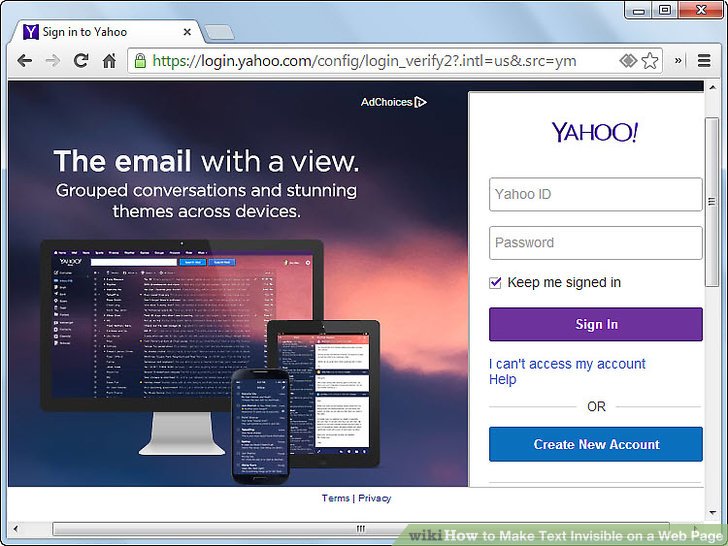 Sign in to Yahoo
https://login.yahoo.com/config/login_verify2?.intl=us&.src=ym
AdChoices
The email with a view.
Grouped conversations and stunning
themes across devices.
YAHOO!
Yahoo ID
Password
Keep me signed in
Sign In
I can't access my account
Help
OR
Create New Account
Terms | Privacy
wikiHow to Make Text Invisible on a Web Page